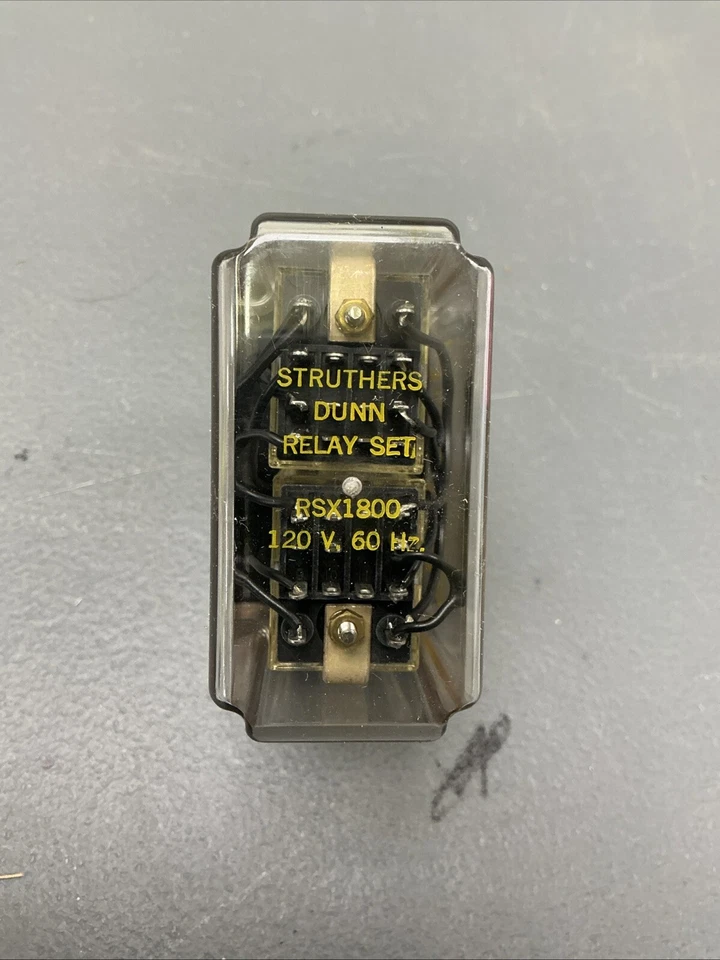 STRUTHERS
DUNN
RELAY SET
RSX1800
120 V. 60 Hz.